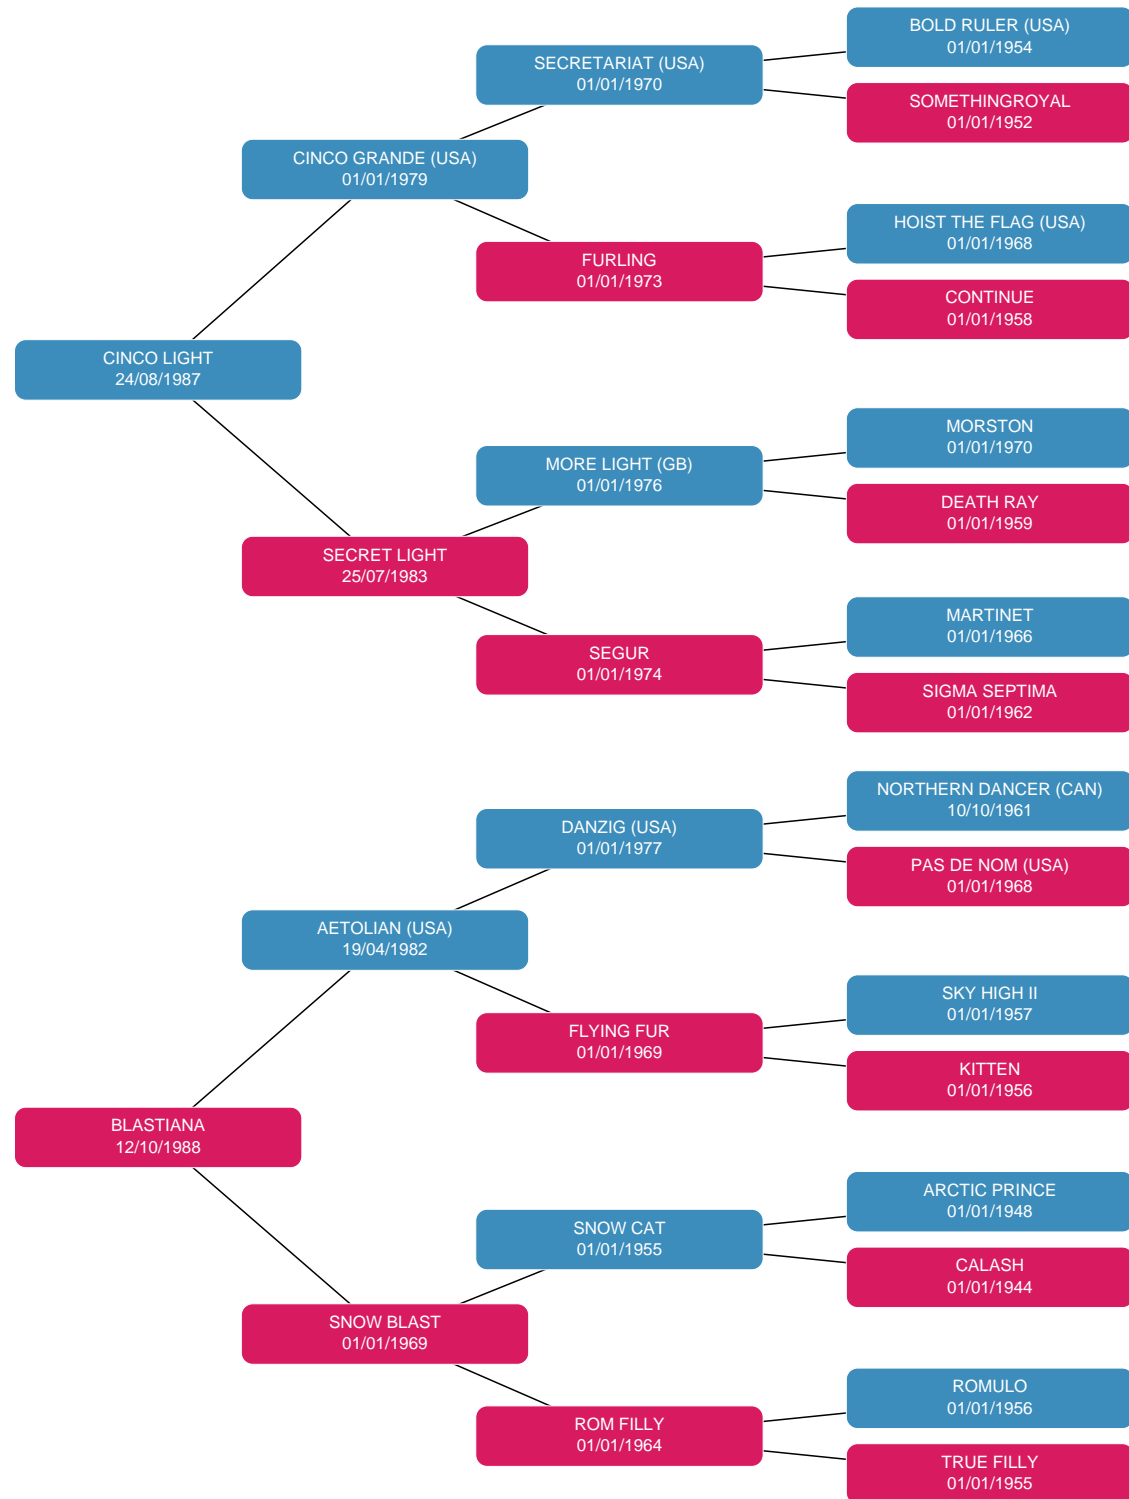 BOLD RULER (USA)
01/01/1954
SECRETARIAT (USA)
01/01/1970
SOMETHINGROYAL
01/01/1952
CINCO GRANDE (USA)
01/01/1979
HOIST THE FLAG (USA)
01/01/1968
FURLING
01/01/1973
CONTINUE
01/01/1958
CINCO LIGHT
24/08/1987
MORSTON
01/01/1970
MORE LIGHT (GB)
01/01/1976
DEATH RAY
01/01/1959
SECRET LIGHT
25/07/1983
MARTINET
01/01/1966
SEGUR
01/01/1974
SIGMA SEPTIMA
01/01/1962
NORTHERN DANCER (CAN)
10/10/1961
DANZIG (USA)
01/01/1977
PAS DE NOM (USA)
01/01/1968
AETOLIAN (USA)
19/04/1982
SKY HIGH II
01/01/1957
FLYING FUR
01/01/1969
KITTEN
01/01/1956
BLASTIANA
12/10/1988
ARCTIC PRINCE
01/01/1948
SNOW CAT
01/01/1955
CALASH
01/01/1944
SNOW BLAST
01/01/1969
ROMULO
01/01/1956
ROM FILLY
01/01/1964
TRUE FILLY
01/01/1955